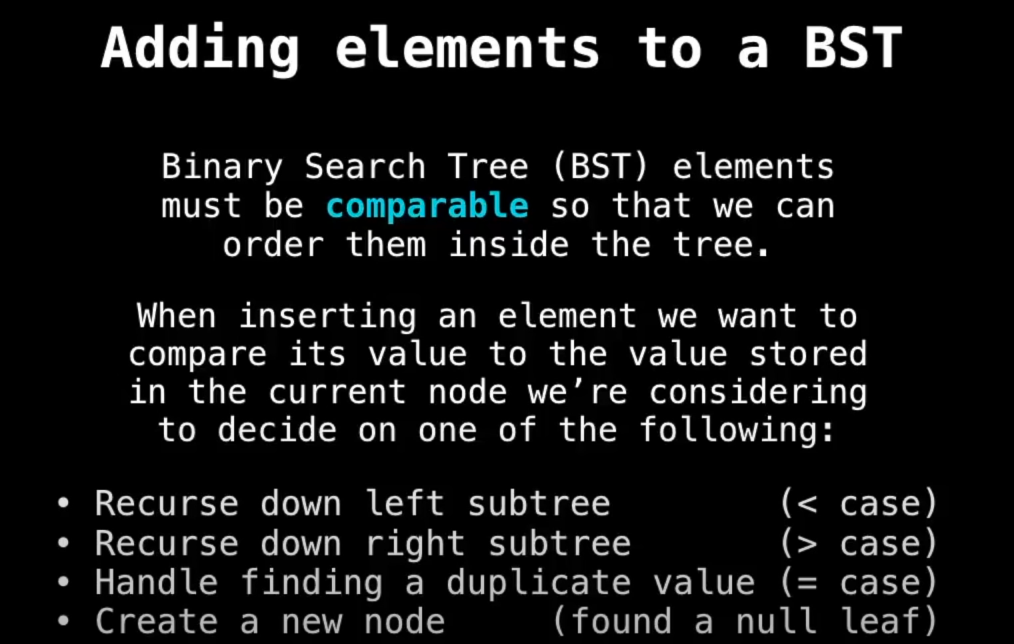 Adding elements to a BST
Binary Search Tree (BST) elements
must be comparable so that we can
order them inside the tree.
When inserting an element we want to
compare its value to the value stored
in the current node we’re considering
to decide on one of the following:
• Recurse down left subtree (< case)
• Recurse down right subtree (> case)
• Handle finding a duplicate value (= case)
• Create a new node (found a null leaf)